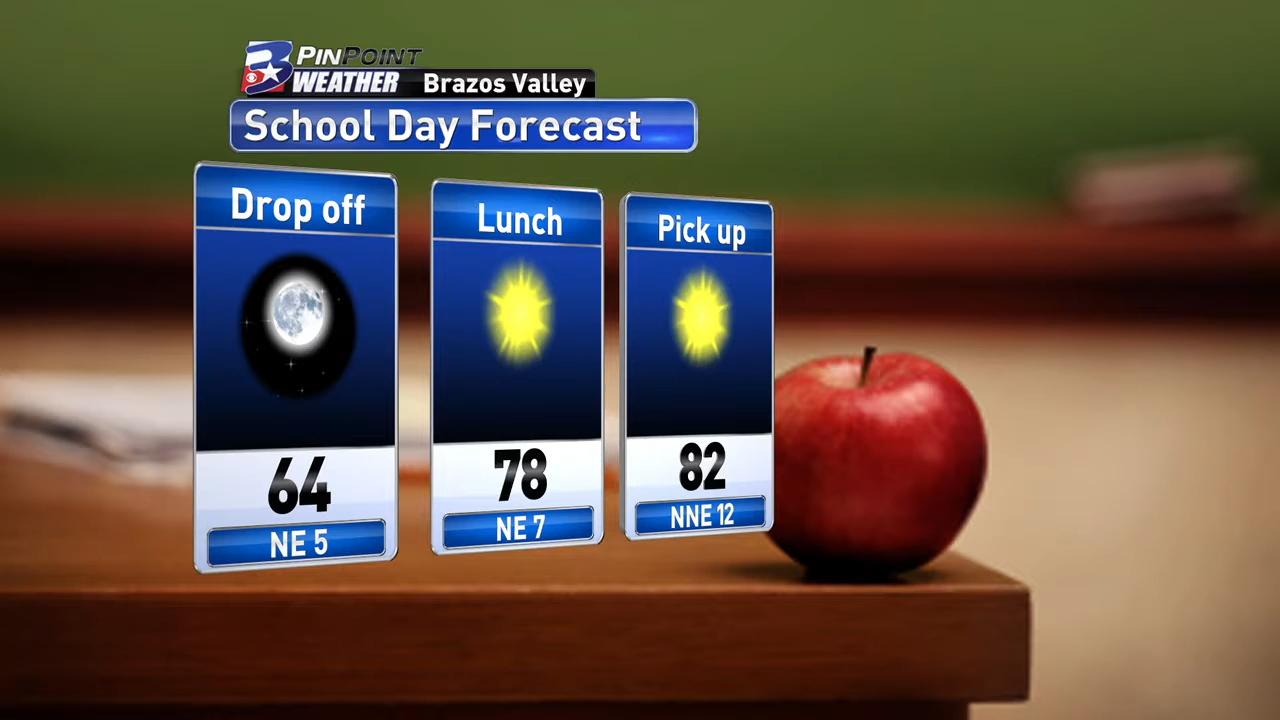 PINPOINT
WEATHER
Brazos Valley
School Day Forecast
Drop off
64
NE 5
Lunch
78
NE 7
Pick up
82
NNE 12